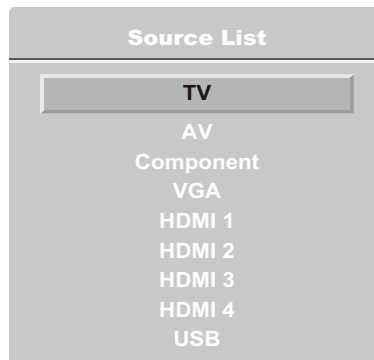 Source List
TV
AV
Component
VGA
HDMI 1
HDMI 2
HDMI 3
HDMI 4
USB